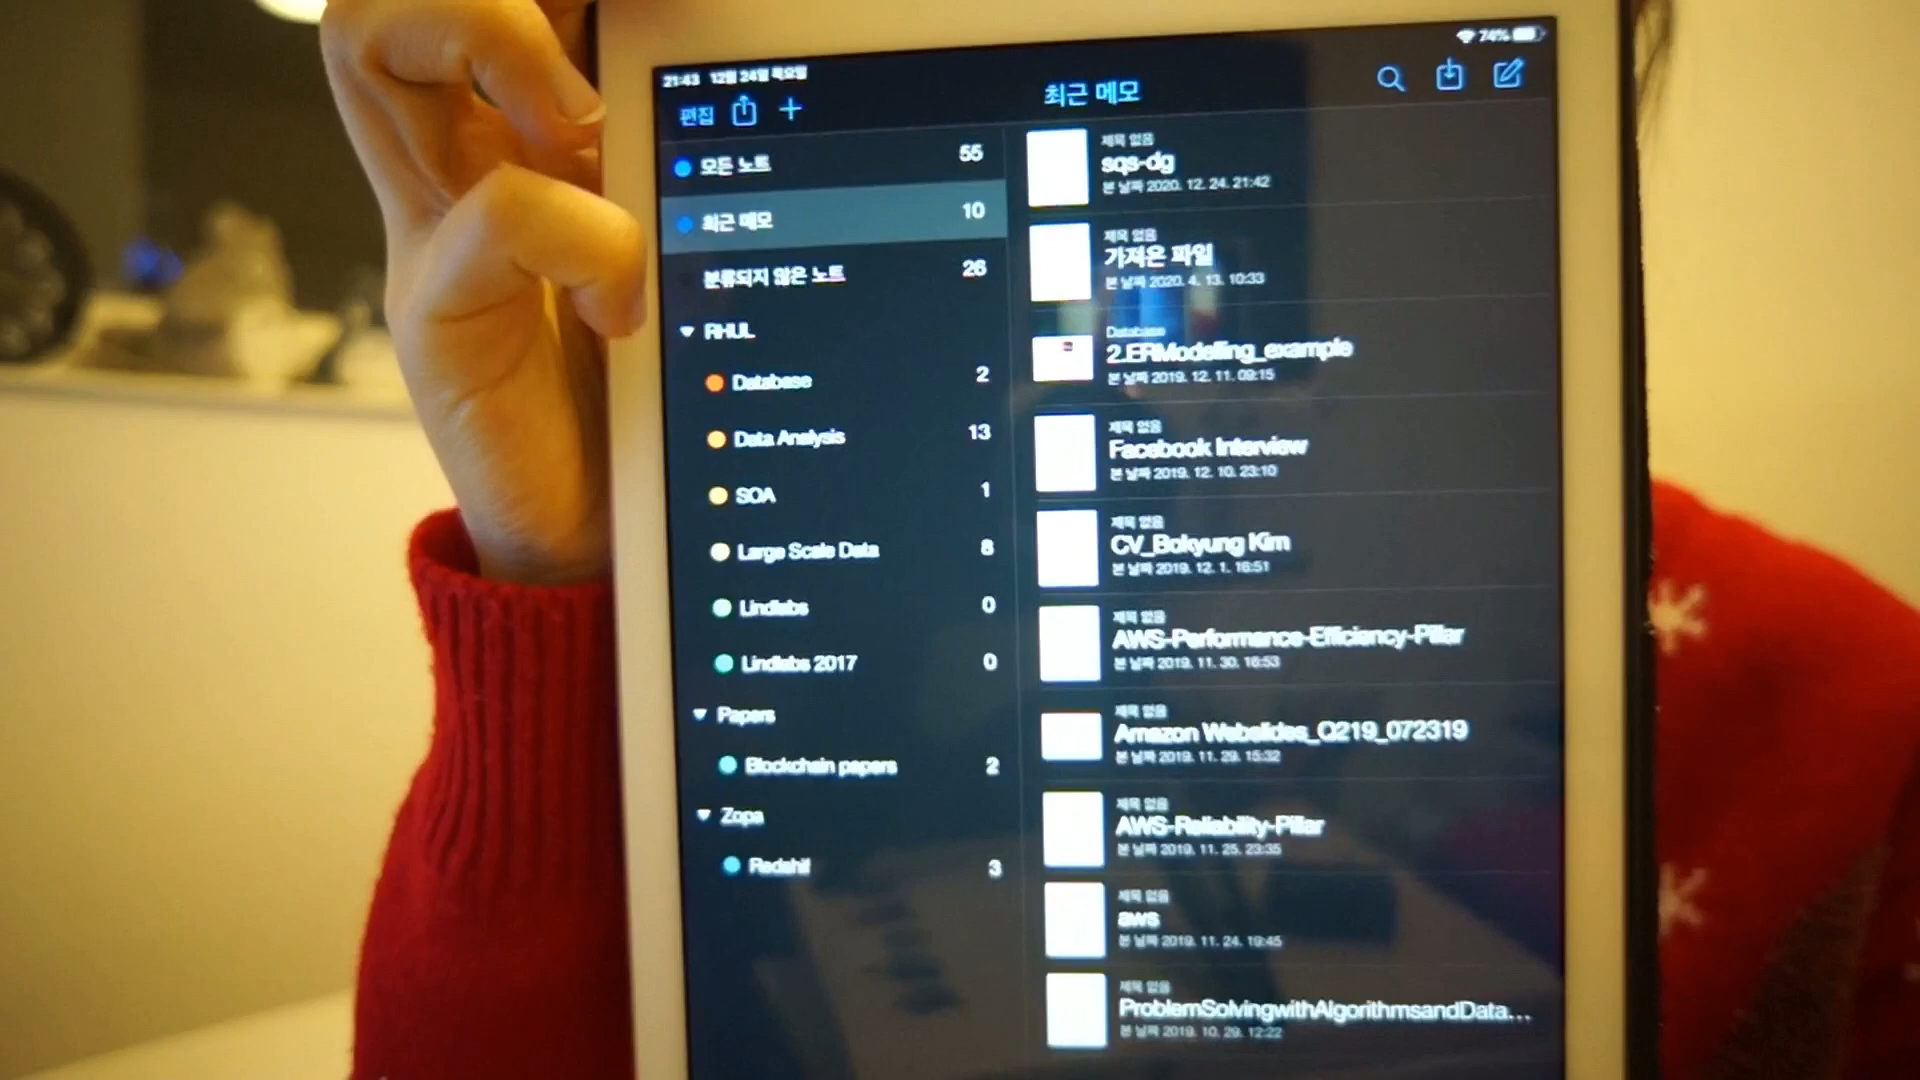 21:43 12월 24일 목요일
74%
편집
최근 메모
모든 노트 55
최근 메모 10
분류되지 않은 노트 26
RHUL
Database 2
Data Analysis 13
SOA 1
Large Scale Data 8
Lindlabs 0
Lindlabs 2017 0
Papers
Blockchain papers 2
Zopa
Redshif 3
제목 없음
sqs-dg
본 날짜 2020. 12. 24. 21:42
제목 없음
가져온 파일
본 날짜 2020. 4. 13. 10:33
Database
2.ERModelling_example
본 날짜 2019. 12. 11. 09:15
제목 없음
Facebook Interview
본 날짜 2019. 12. 10. 23:10
제목 없음
CV_Bokyung Kim
본 날짜 2019. 12. 1. 16:51
제목 없음
AWS-Performance-Efficiency-Pillar
본 날짜 2019. 11. 30. 16:53
제목 없음
Amazon Webslides_Q219_072319
본 날짜 2019. 11. 29. 15:32
제목 없음
AWS-Reliability-Pillar
본 날짜 2019. 11. 25. 23:35
제목 없음
aws
본 날짜 2019. 11. 24. 19:45
제목 없음
ProblemSolvingwithAlgorithmsandData...
본 날짜 2019. 10. 29. 12:22